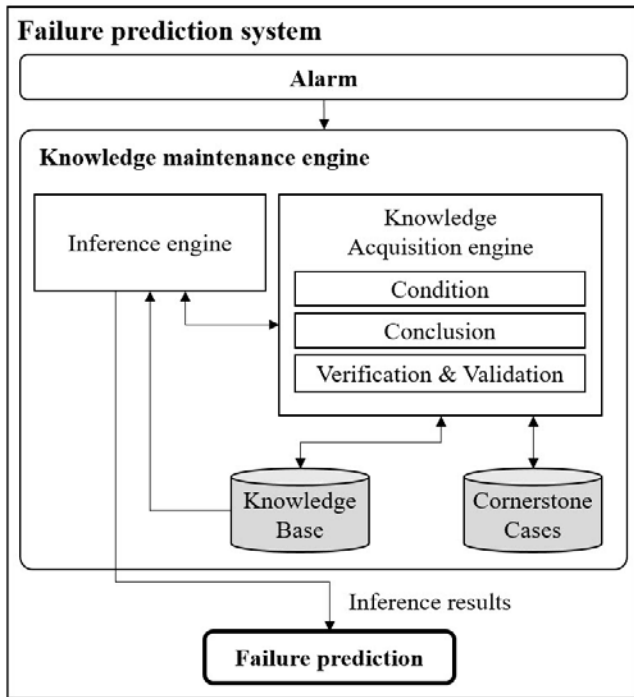 Failure prediction system
Alarm
Knowledge maintenance engine
Inference engine
Knowledge
Acquisition engine
Condition
Conclusion
Verification & Validation
Knowledge
Base
Cornerstone
Cases
Inference results
Failure prediction